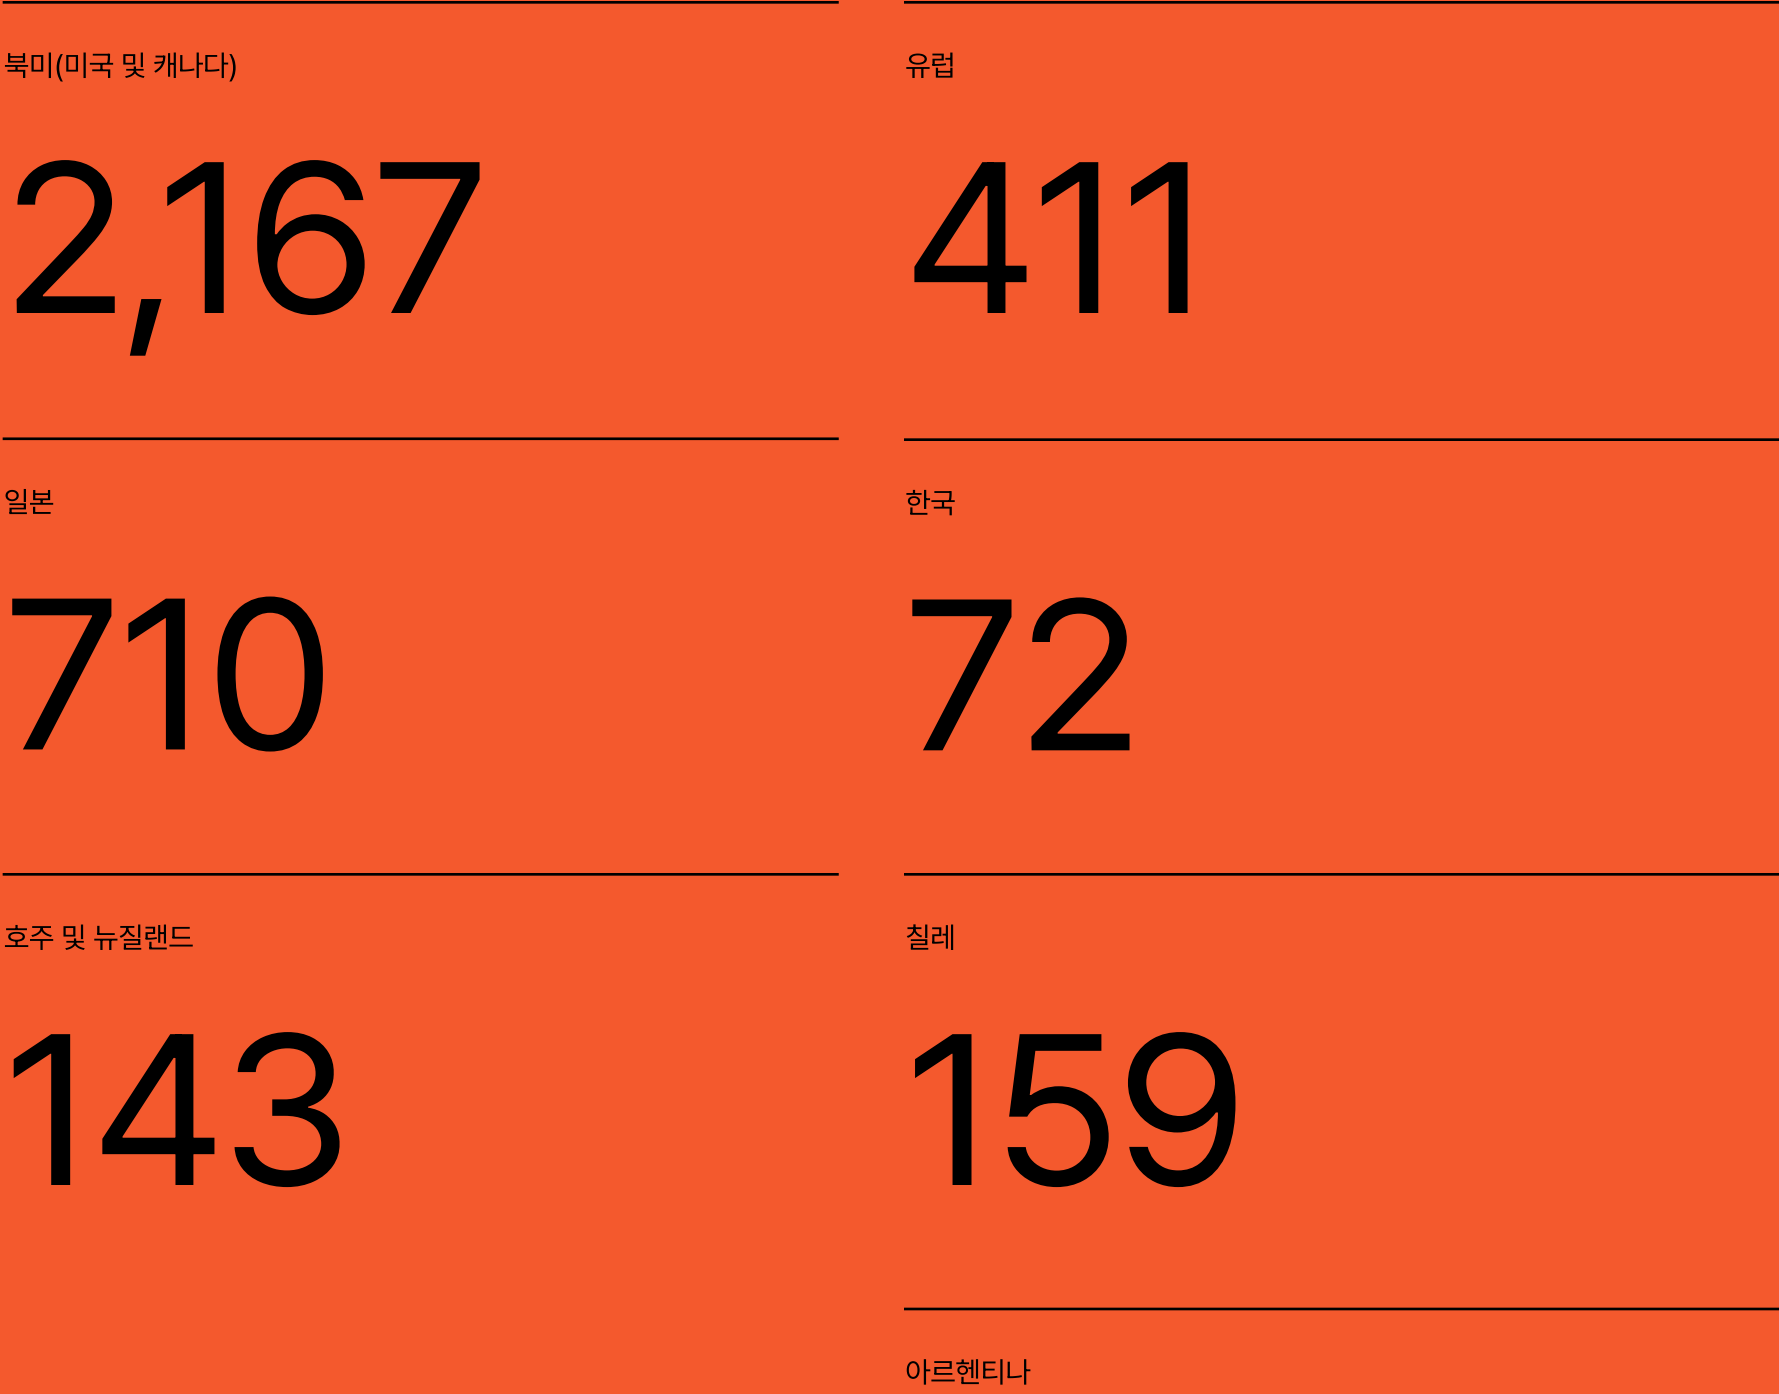 북미(미국 및 캐나다)
2,167
유럽
411
일본
710
한국
72
호주 및 뉴질랜드
143
칠레
159
아르헨티나